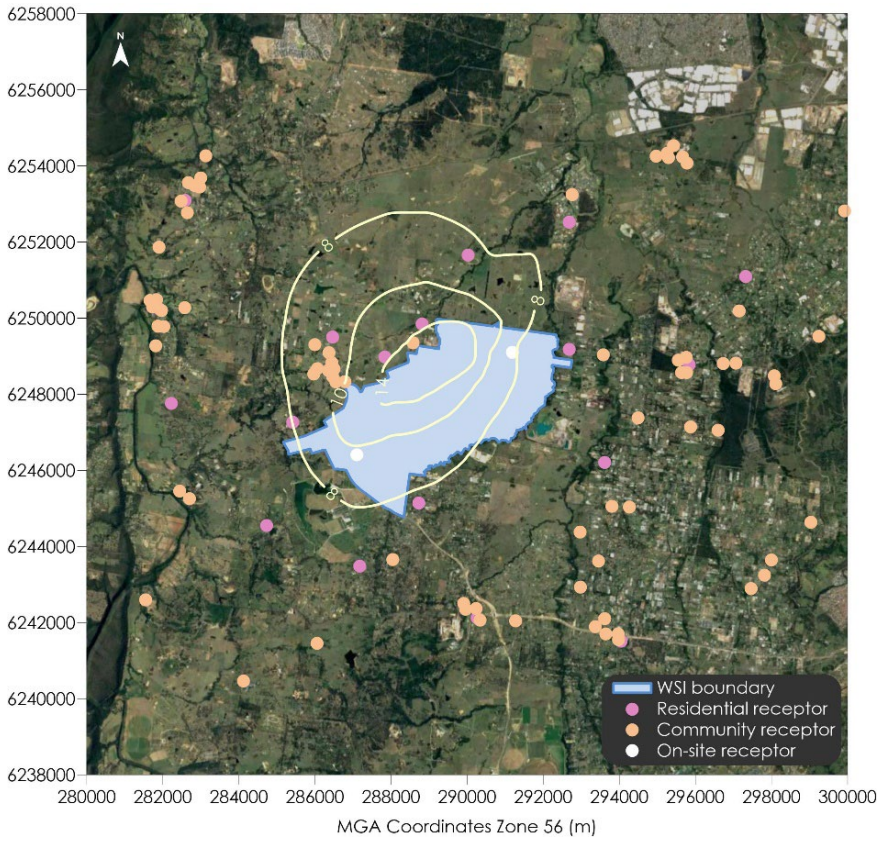 6258000
6256000
6254000
6252000
6250000
6248000
6246000
6244000
6242000
6240000
6238000
N
8
8
10
14
8
WSI boundary
Residential receptor
Community receptor
On-site receptor
280000 282000 284000 286000 288000 290000 292000 294000 296000 298000 300000
MGA Coordinates Zone 56 (m)